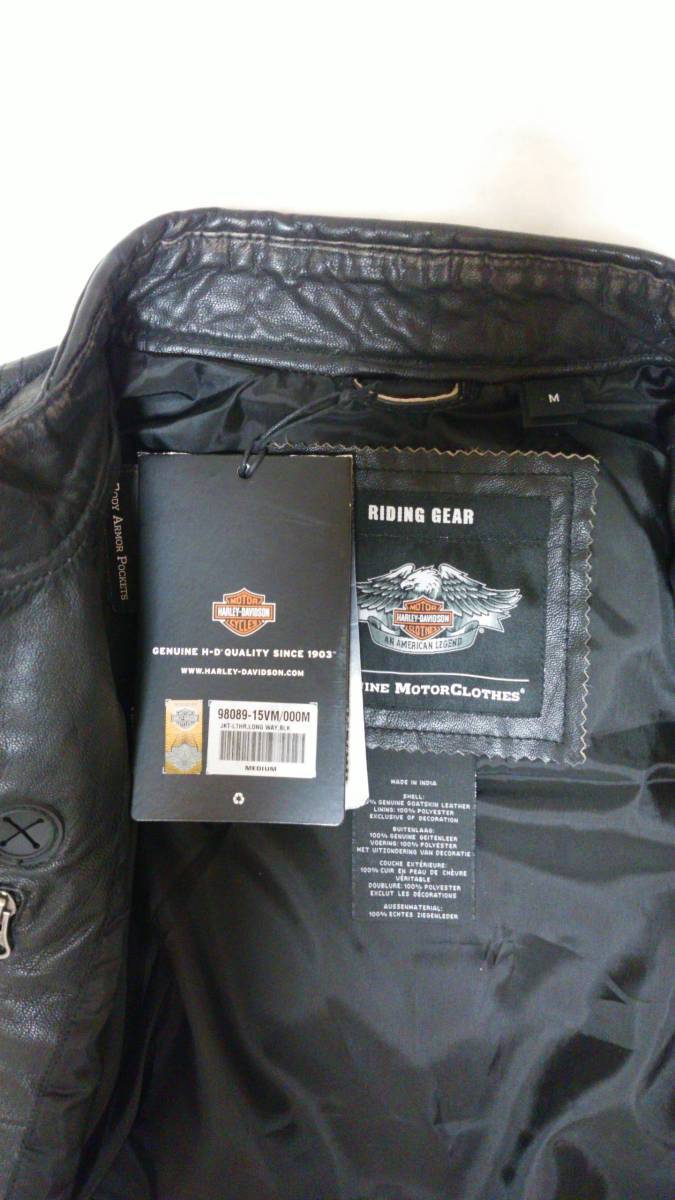 M
BODY ARMOR POCKETS
RIDING GEAR
MOTOR
HARLEY-DAVIDSON
CLOTHES
AN AMERICAN LEGEND
INE MOTORCLOTHES®
MOTOR
HARLEY-DAVIDSON
CYCLES
GENUINE H-D® QUALITY SINCE 1903™
WWW.HARLEY-DAVIDSON.COM
98089-15VM/000M
JKT-LTHR,LONG WAY,BLK
MEDIUM
MADE IN INDIA
SHELL:
% GENUINE GOATSKIN LEATHER
LINING: 100% POLYESTER
EXCLUSIVE OF DECORATION
BUITENLAAG:
100% GENUINE GEITENLEER
VOERING: 100% POLYESTER
MET UITZONDERING VAN DECORATIE
COUCHE EXTÉRIEURE:
100% CUIR EN PEAU DE CHÈVRE
VÉRITABLE
DOUBLURE: 100% POLYESTER
EXCLUT LES DÉCORATIONS
AUSSENMATERIAL:
100% ECHTES ZIEGENLEDER